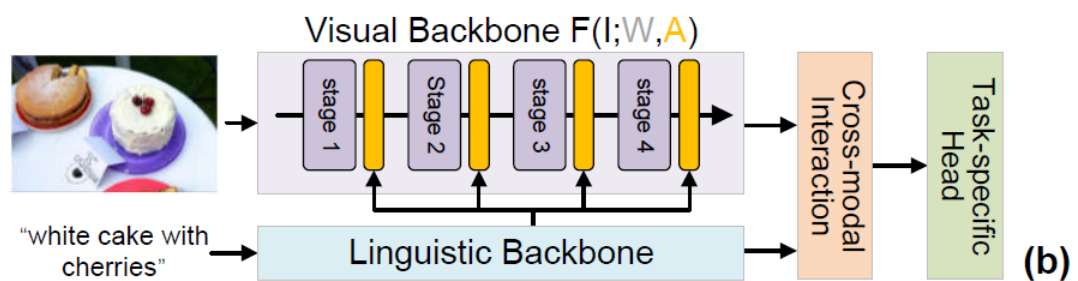 Visual Backbone F(I;W,A)
stage 1
Stage 2
stage 3
stage 4
Cross-modal
Interaction
Task-specific
Head
"white cake with
cherries"
Linguistic Backbone
(b)